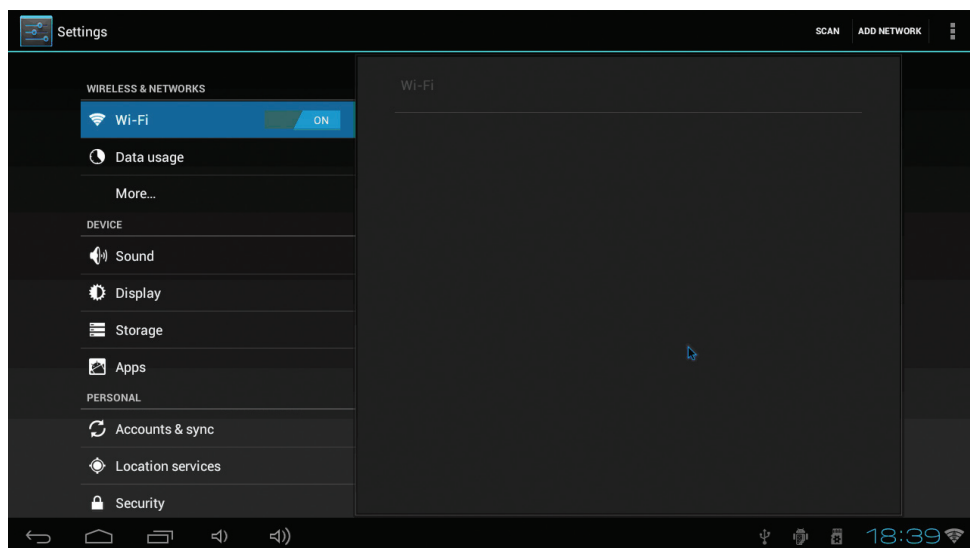 Settings
SCAN
ADD NETWORK
WIRELESS & NETWORKS
Wi-Fi
ON
Data usage
More...
DEVICE
Sound
Display
Storage
Apps
PERSONAL
Accounts & sync
Location services
Security
Wi-Fi
18:39